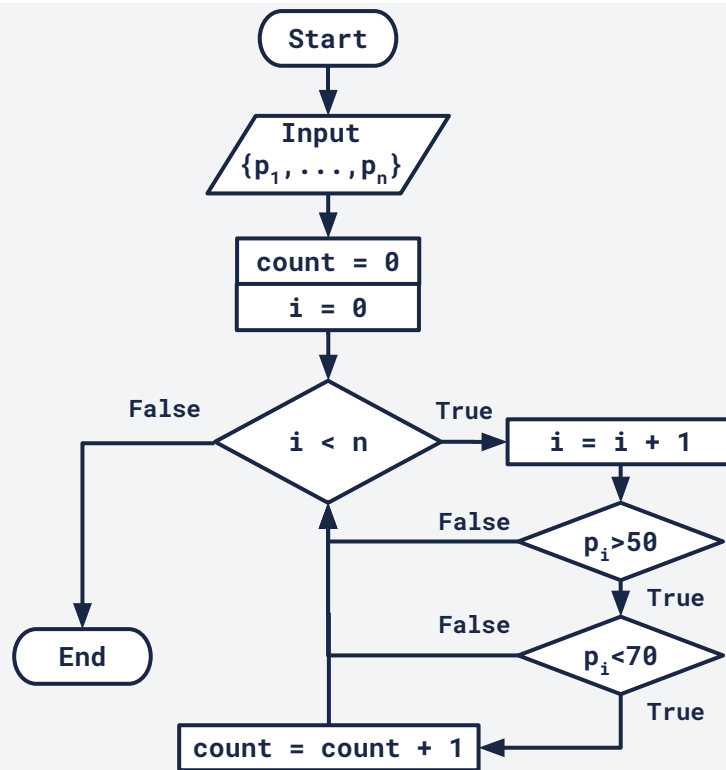 Start
Input
{p₁,...,pₙ}
count = 0
i = 0
False
True
i < n
i = i + 1
False
pᵢ>50
True
False
End
pᵢ<70
True
count = count + 1